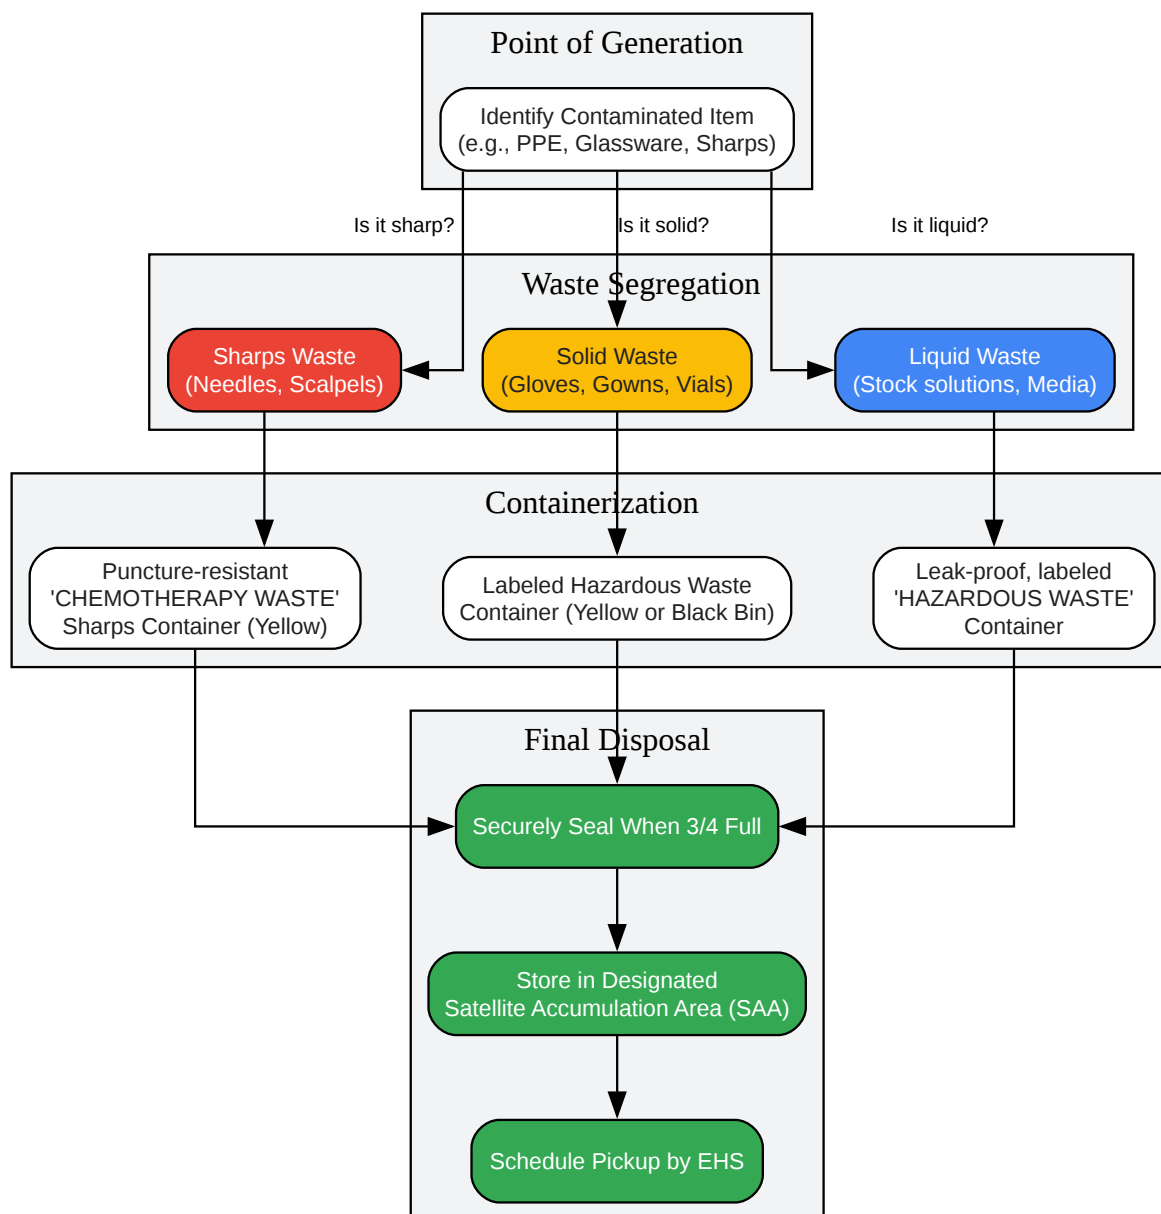 Point of Generation
Identify Contaminated Item
(e.g., PPE, Glassware, Sharps)
Is it sharp?
Is it solid?
Is it liquid?
Waste Segregation
Sharps Waste
(Needles, Scalpels)
Solid Waste
(Gloves, Gowns, Vials)
Liquid Waste
(Stock solutions, Media)
Containerization
Puncture-resistant
'CHEMOTHERAPY WASTE'
Sharps Container (Yellow)
Labeled Hazardous Waste
Container (Yellow or Black Bin)
Leak-proof, labeled
'HAZARDOUS WASTE'
Container
Final Disposal
Securely Seal When 3/4 Full
Store in Designated
Satellite Accumulation Area (SAA)
Schedule Pickup by EHS